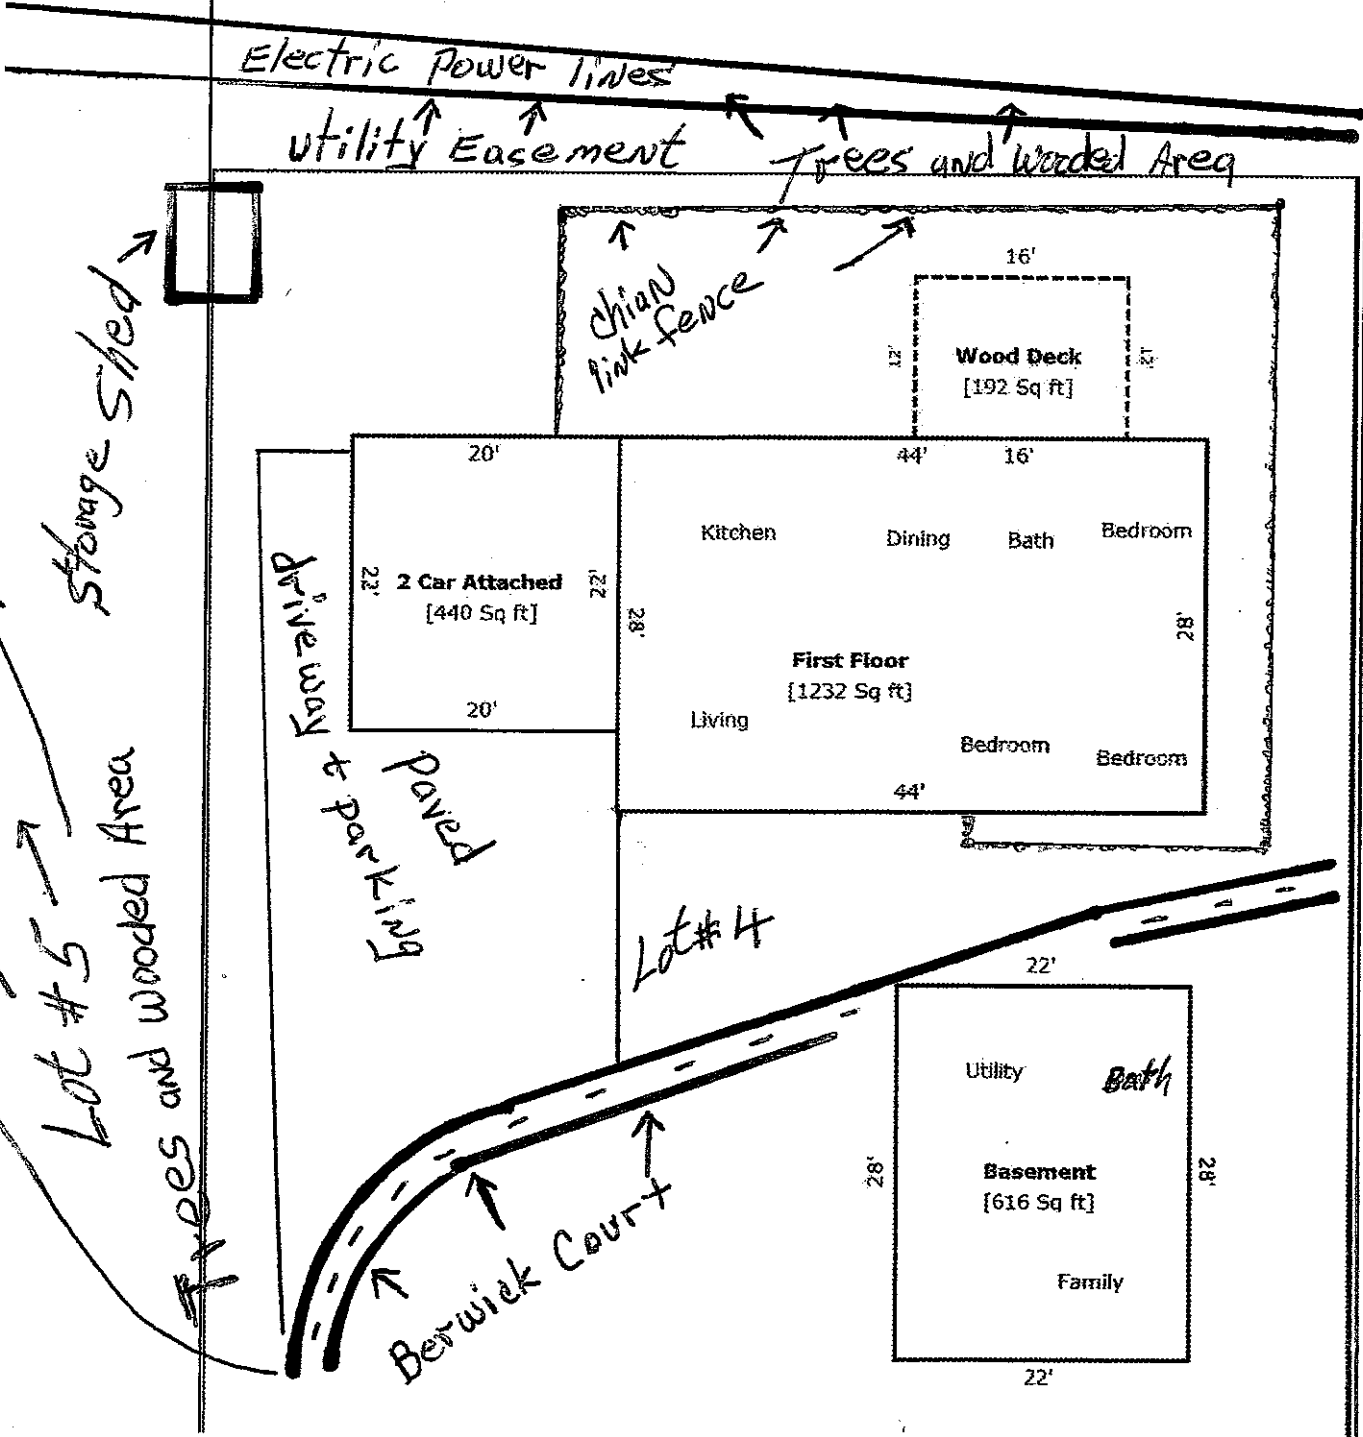 Electric Power lines
Utility Easement
Trees and Wooded Area
Storage Shed
chian
link fence
16'
12'
12'
Wood Deck
[192 Sq ft]
20'
44'
16'
Kitchen
Dining
Bath
Bedroom
22'
2 Car Attached
[440 Sq ft]
22'
28'
28'
First Floor
[1232 Sq ft]
20'
Living
Bedroom
Bedroom
44'
driveway + parking
paved
Lot # 5
Trees and wooded Area
Lot # 4
22'
Utility
Bath
28'
28'
Basement
[616 Sq ft]
Family
22'
Berwick Court